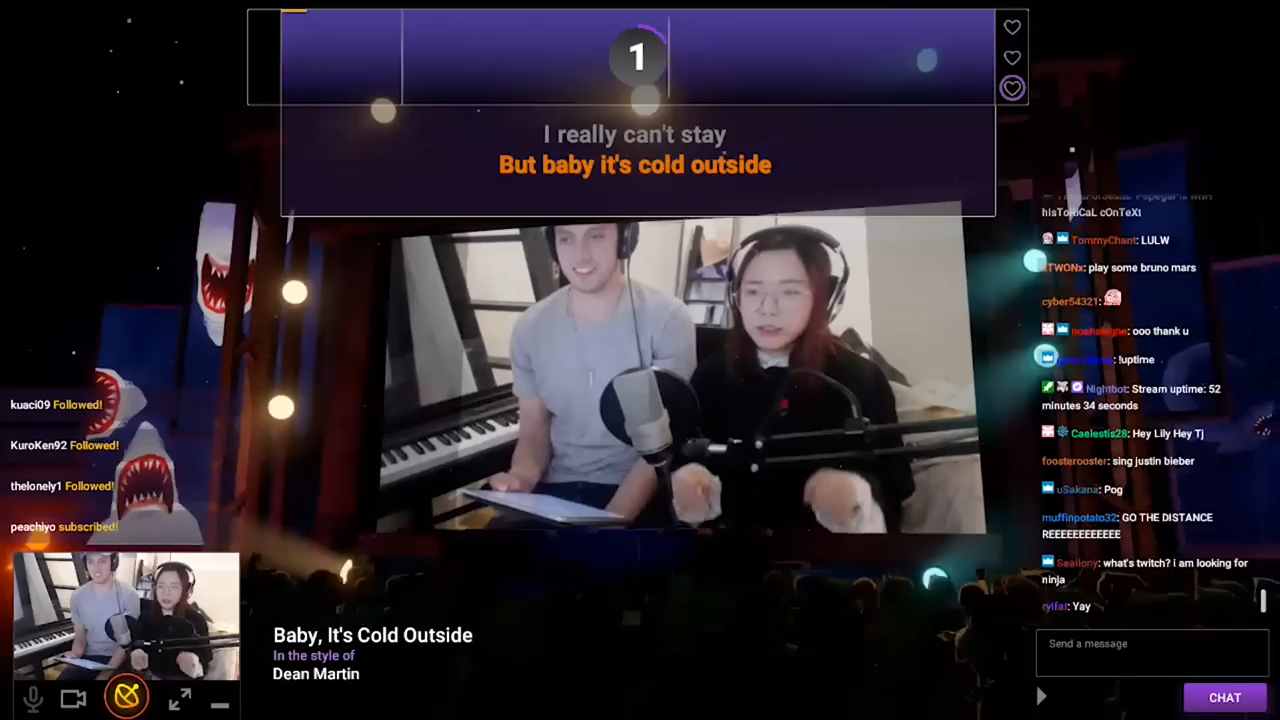 1
I really can't stay
But baby it's cold outside
hIsToRiCaL cOnTeXt
TommyChant: LULW
TWONx: play some bruno mars
cyber54321:
: ooo thank u
: !uptime
Nightbot: Stream uptime: 52
minutes 34 seconds
Caelestis28: Hey Lily Hey Tj
foosterooster: sing justin bieber
uSakana: Pog
muffinpotato32: GO THE DISTANCE
REEEEEEEEEEEE
Sealiony: what's twitch? i am looking for
ninja
ryifai: Yay
Send a message
CHAT
kuaci09 Followed!
KuroKen92 Followed!
thelonely1 Followed!
peachiyo subscribed!
Baby, It's Cold Outside
In the style of
Dean Martin